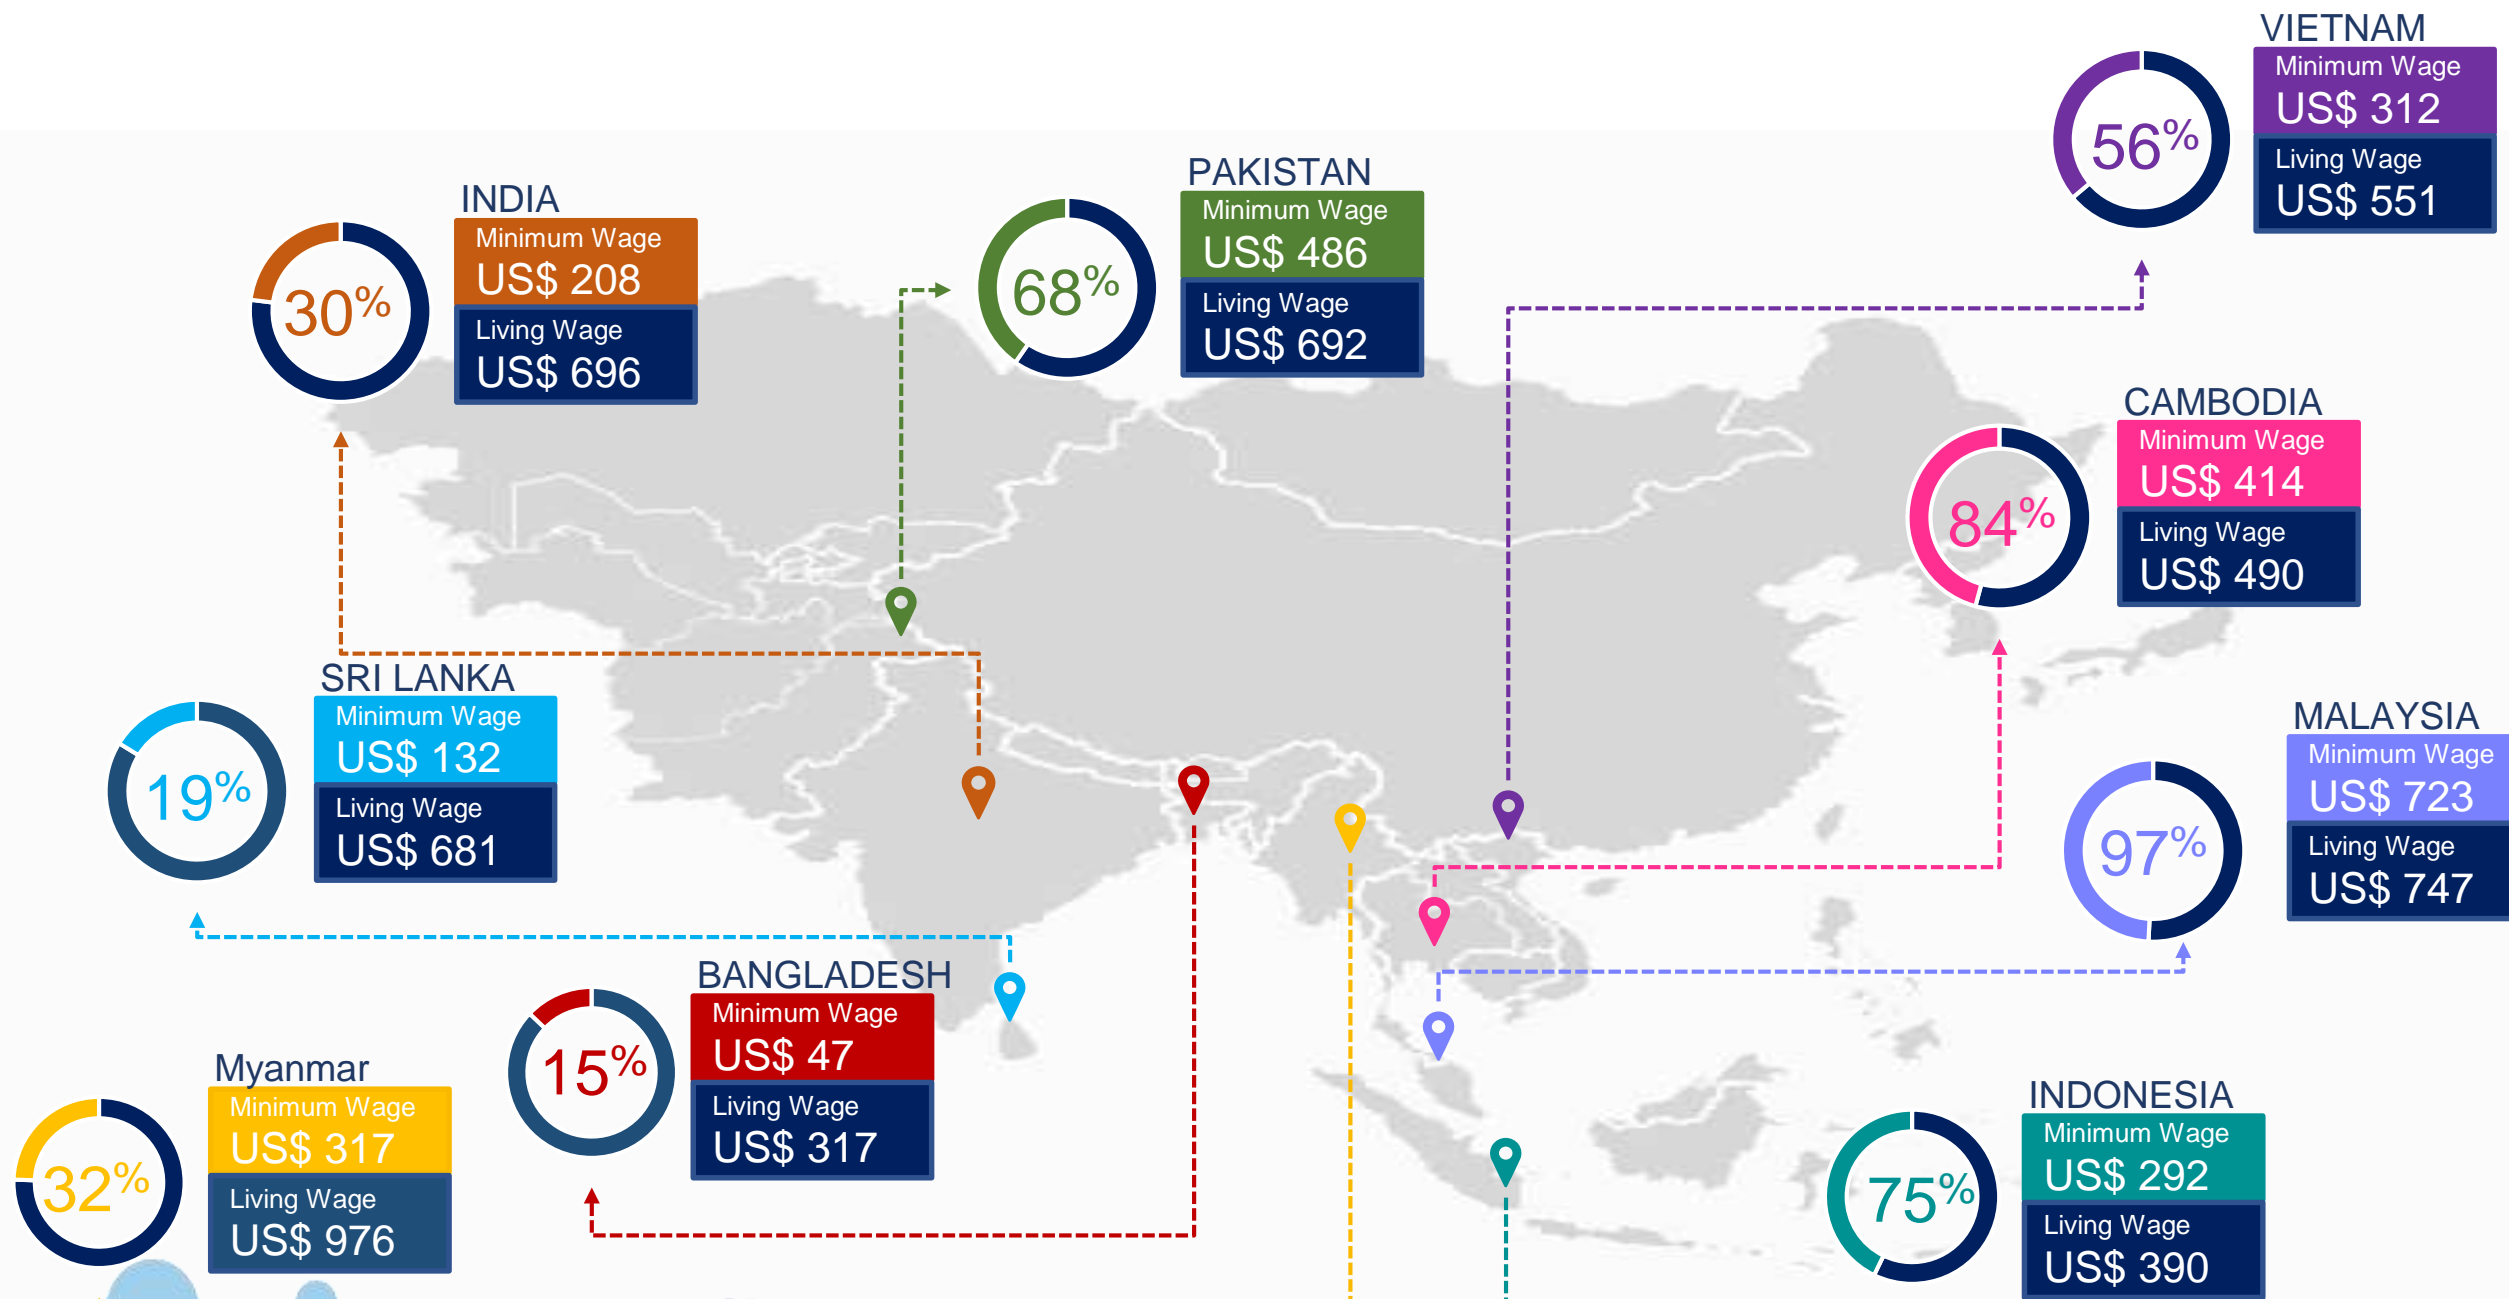 VIETNAM
Minimum Wage
US$ 312
Living Wage
US$ 551
56%
PAKISTAN
Minimum Wage
US$ 486
Living Wage
US$ 692
68%
INDIA
Minimum Wage
US$ 208
Living Wage
US$ 696
30%
CAMBODIA
Minimum Wage
US$ 414
Living Wage
US$ 490
84%
SRI LANKA
Minimum Wage
US$ 132
Living Wage
US$ 681
19%
MALAYSIA
Minimum Wage
US$ 723
Living Wage
US$ 747
97%
BANGLADESH
Minimum Wage
US$ 47
Living Wage
US$ 317
15%
Myanmar
Minimum Wage
US$ 317
Living Wage
US$ 976
32%
INDONESIA
Minimum Wage
US$ 292
Living Wage
US$ 390
75%